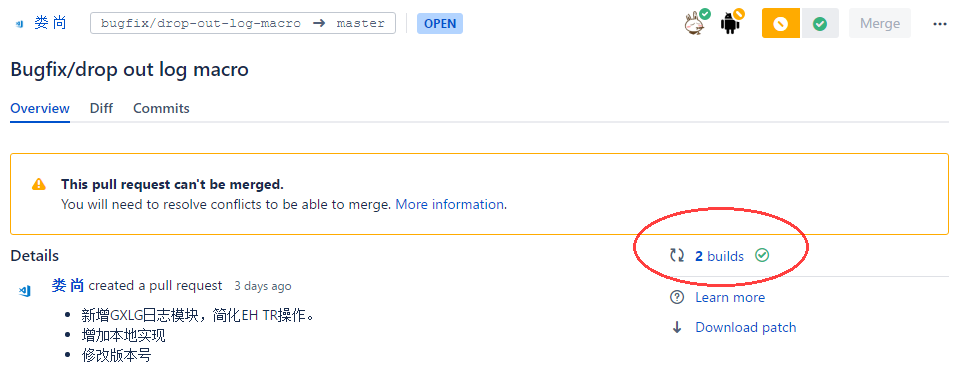 娄 尚 bugfix/drop-out-log-macro → master OPEN Merge
Bugfix/drop out log macro
Overview Diff Commits
This pull request can't be merged.
You will need to resolve conflicts to be able to merge. More information.
Details
2 builds
娄 尚 created a pull request 3 days ago
Learn more
新增GXLG日志模块，简化EH TR操作。
增加本地实现
Download patch
修改版本号